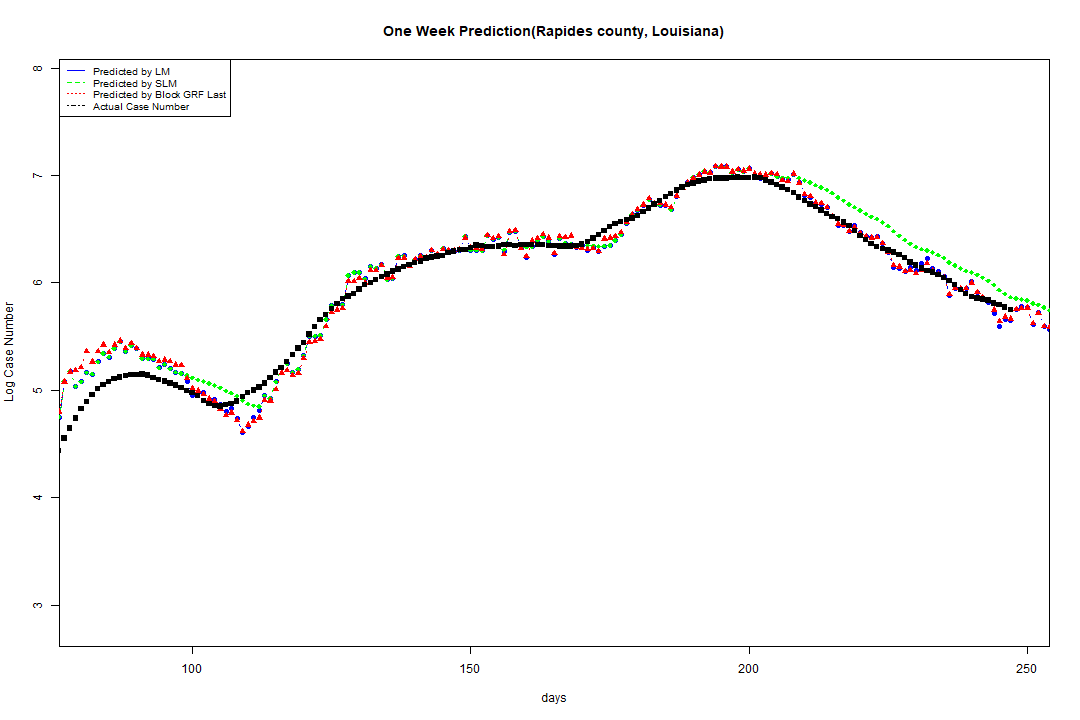 One Week Prediction(Rapides county, Louisiana)
Predicted by LM
Predicted by SLM
Predicted by Block GRF Last
Actual Case Number
8
7
6
5
4
3
Log Case Number
100 150 200 250
days